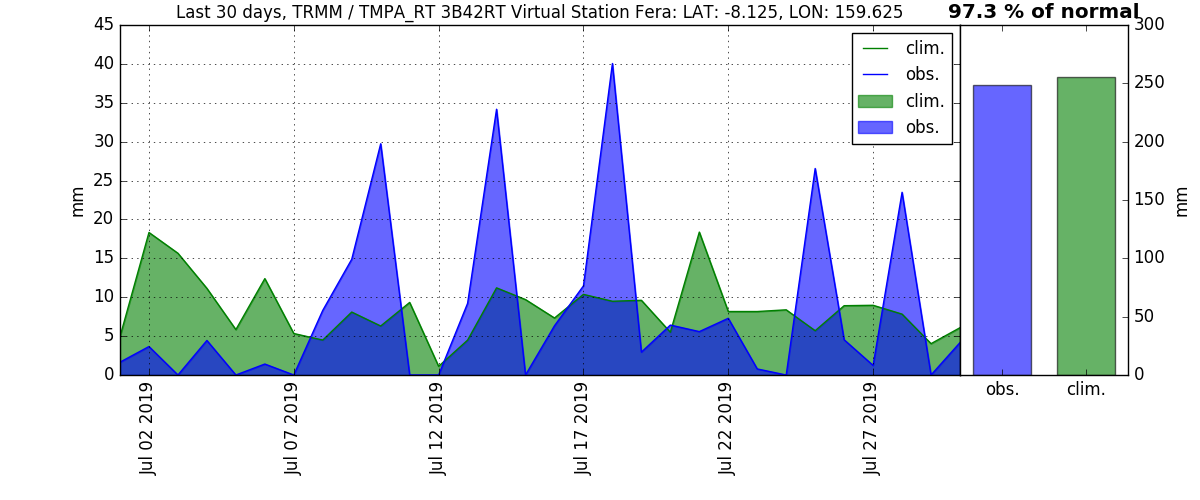 Last 30 days, TRMM / TMPA_RT 3B42RT Virtual Station Fera: LAT: -8.125, LON: 159.625
97.3 % of normal
45
40
35
30
25
20
15
10
5
0
mm
clim.
obs.
clim.
obs.
Jul 02 2019
Jul 07 2019
Jul 12 2019
Jul 17 2019
Jul 22 2019
Jul 27 2019
300
250
200
150
100
50
0
mm
obs.
clim.